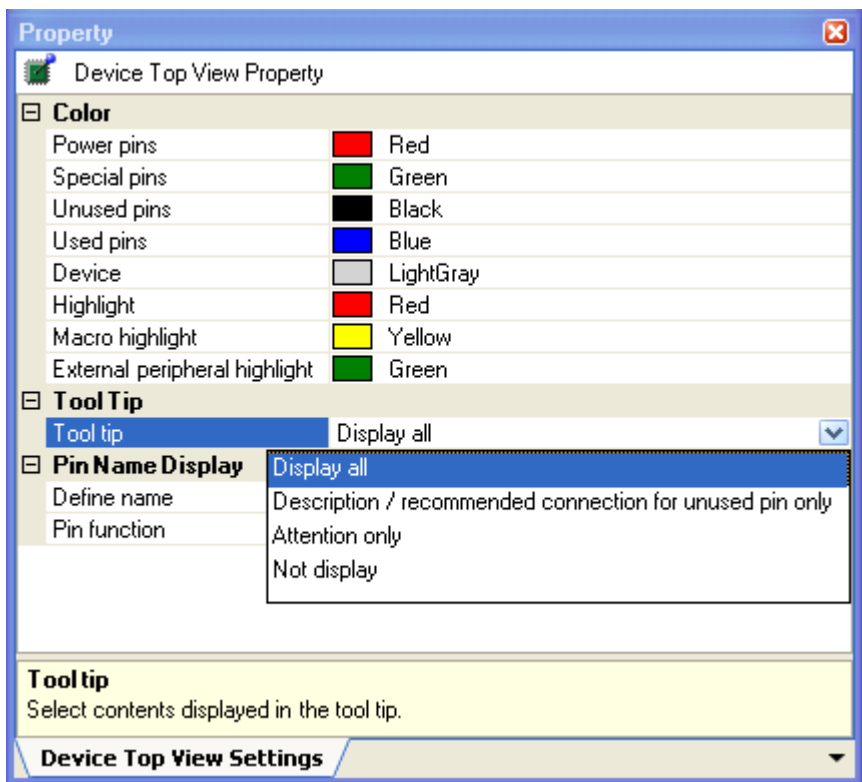 Property
Device Top View Property
Color
Power pins Red
Special pins Green
Unused pins Black
Used pins Blue
Device LightGray
Highlight Red
Macro highlight Yellow
External peripheral highlight Green
Tool Tip
Tool tip Display all
Pin Name Display Display all
Define name Description / recommended connection for unused pin only
Pin function Attention only
Not display
Tool tip
Select contents displayed in the tool tip.
Device Top View Settings